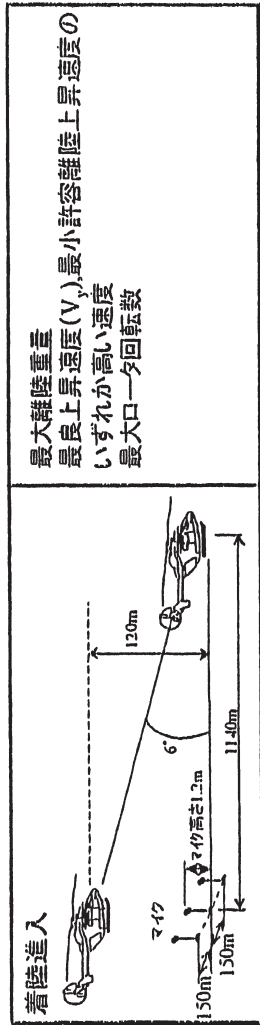 着陸進入
マイク
マイク高さ1.2m
150m
150m
6°
120m
1140m
最大離陸重量
最良上昇速度(Vy),最小許容離陸上昇速度の
いずれか高い速度
最大ロータ回転数